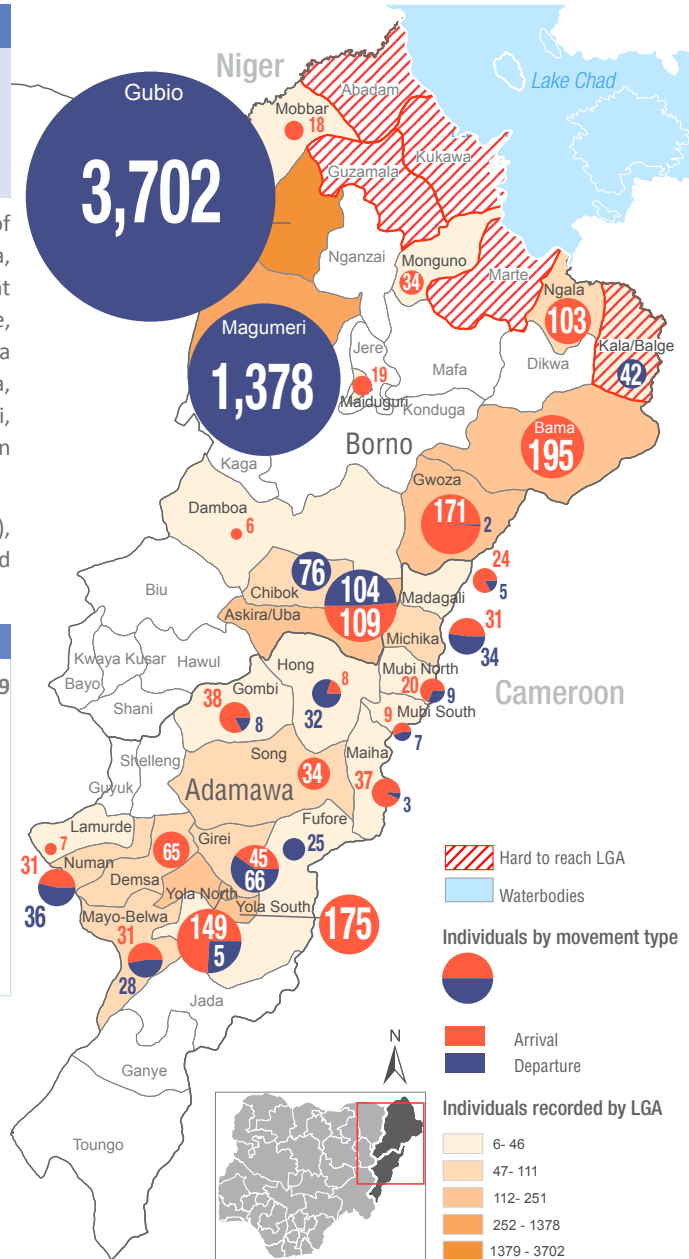 Niger
Lake Chad
Abadam
Gubio
Mobbar
18
3,702
Kukawa
Guzamala
of
a,
Nganzai
Monguno
34
Marte
at
Ngala
103
e,
Magumeri
Kala/Balge
a
Jere
Mafa
Dikwa
42
1,378
19
a,
Maiduguri
i,
Konduga
Bama
195
n
Borno
Kaga
Gwoza
Damboa
171
2
6
),
24
d
76
104
5
Biu
Chibok
Madagali
Askira/Uba
109
31
Michika
34
Kwaya Kusar
Hawul
Hong
8
Mubi North
9
Bayo
38
Gombi
20
9
Cameroon
Shani
8
32
9
Mubi South
7
Shelleng
Song
Maiha
34
37
Guyuk
Adamawa
3
Lamurde
Fufore
7
65
Girei
25
31
Numan
45
Hard to reach LGA
Demsa
66
36
Yola North
Waterbodies
Mayo-Belwa
Yola South
149
175
31
5
Individuals by movement type
28
Jada
N
Arrival
Departure
Ganye
Individuals recorded by LGA
6- 46
Toungo
47- 111
112- 251
252 - 1378
1379 - 3702